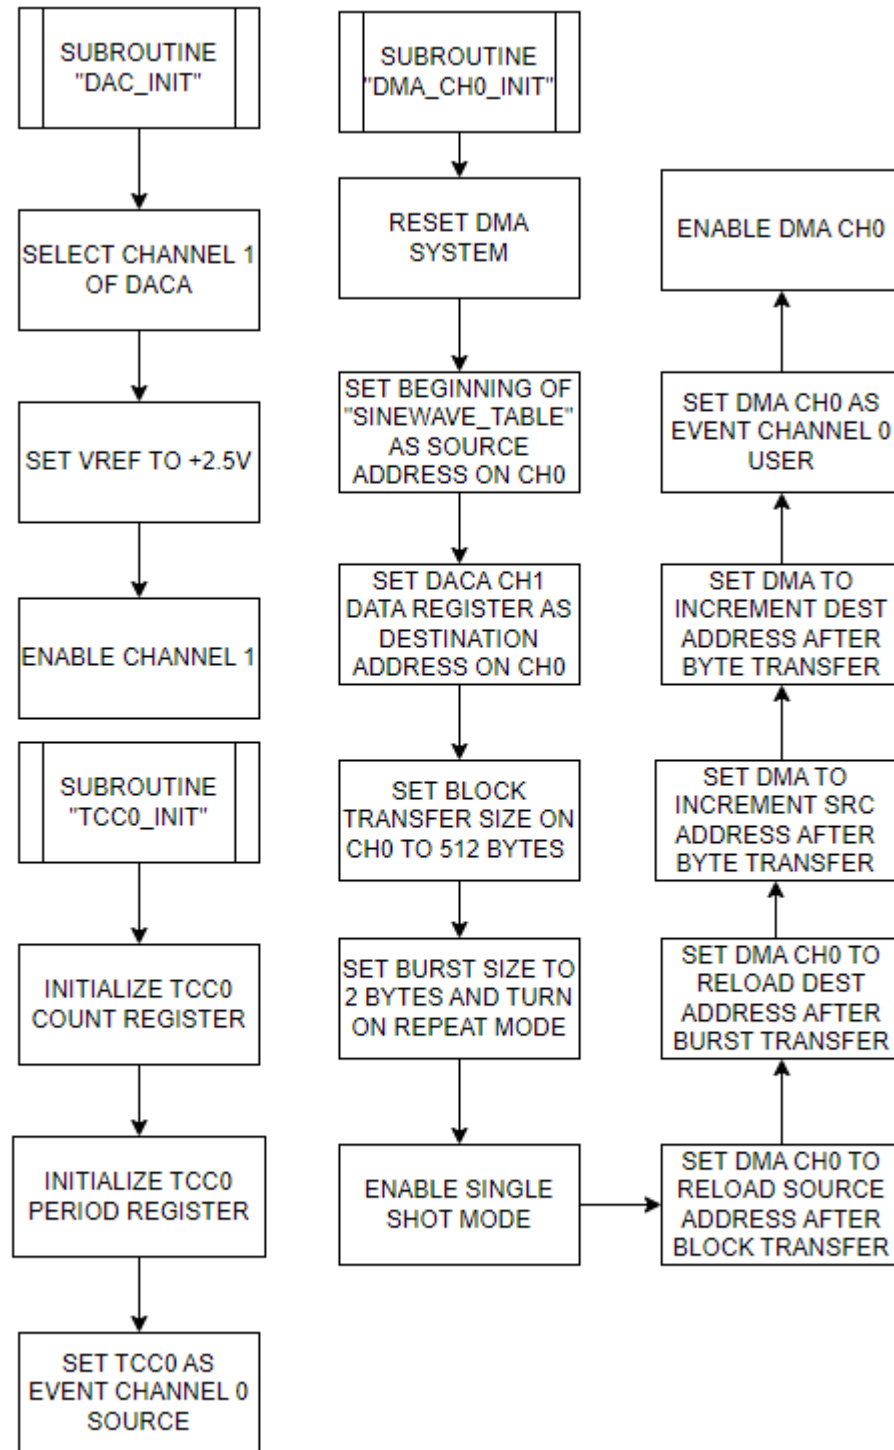 SUBROUTINE
"DAC_INIT"
SELECT CHANNEL 1
OF DACA
SET VREF TO +2.5V
ENABLE CHANNEL 1
SUBROUTINE
"TCC0_INIT"
INITIALIZE TCC0
COUNT REGISTER
INITIALIZE TCC0
PERIOD REGISTER
SET TCC0 AS
EVENT CHANNEL 0
SOURCE
SUBROUTINE
"DMA_CH0_INIT"
RESET DMA
SYSTEM
SET BEGINNING OF
"SINEWAVE_TABLE"
AS SOURCE
ADDRESS ON CH0
SET DACA CH1
DATA REGISTER AS
DESTINATION
ADDRESS ON CH0
SET BLOCK
TRANSFER SIZE ON
CH0 TO 512 BYTES
SET BURST SIZE TO
2 BYTES AND TURN
ON REPEAT MODE
ENABLE SINGLE
SHOT MODE
SET DMA CH0 TO
RELOAD SOURCE
ADDRESS AFTER
BLOCK TRANSFER
SET DMA CH0 TO
RELOAD DEST
ADDRESS AFTER
BURST TRANSFER
SET DMA TO
INCREMENT SRC
ADDRESS AFTER
BYTE TRANSFER
SET DMA TO
INCREMENT DEST
ADDRESS AFTER
BYTE TRANSFER
SET DMA CH0 AS
EVENT CHANNEL 0
USER
ENABLE DMA CH0